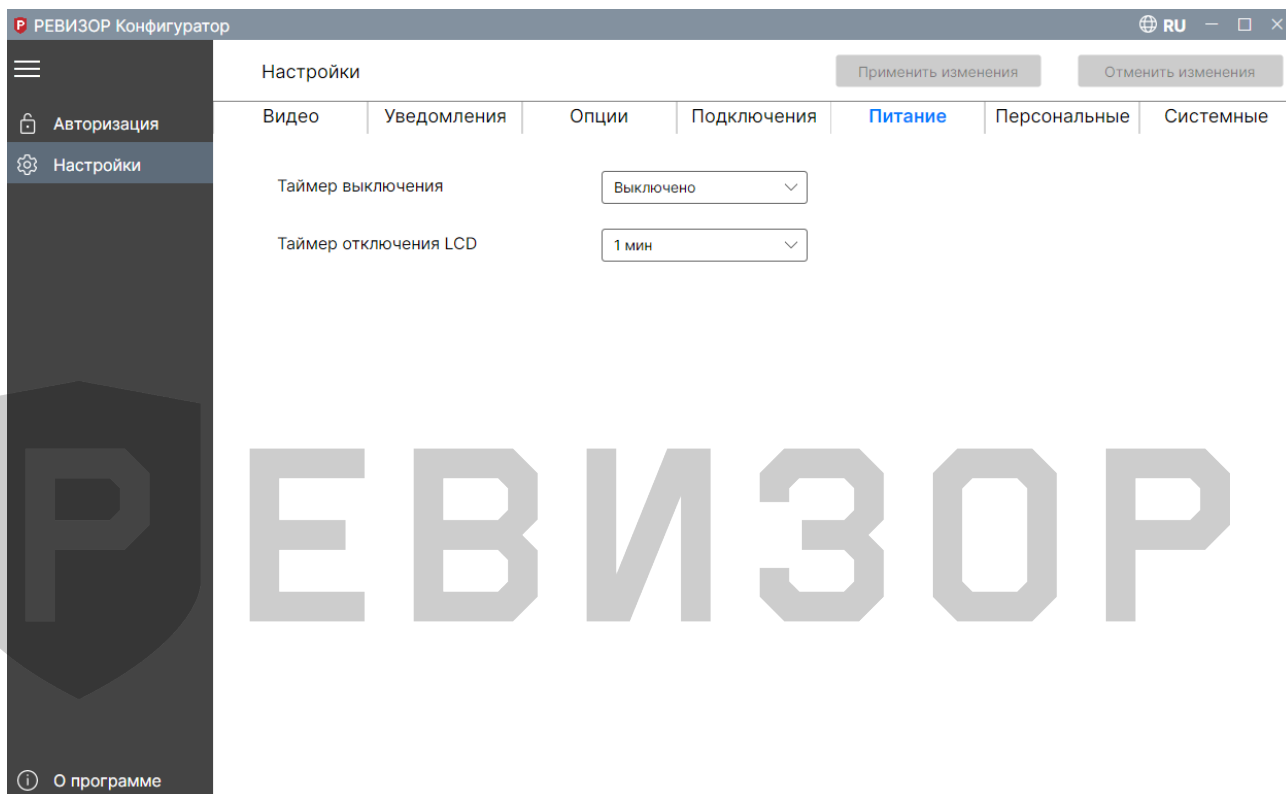 РЕВИЗОР Конфигуратор
RU
Настройки
Применить изменения
Отменить изменения
Авторизация
Настройки
О программе
Видео
Уведомления
Опции
Подключения
Питание
Персональные
Системные
Таймер выключения
Выключено
Таймер отключения LCD
1 мин
РЕВИЗОР